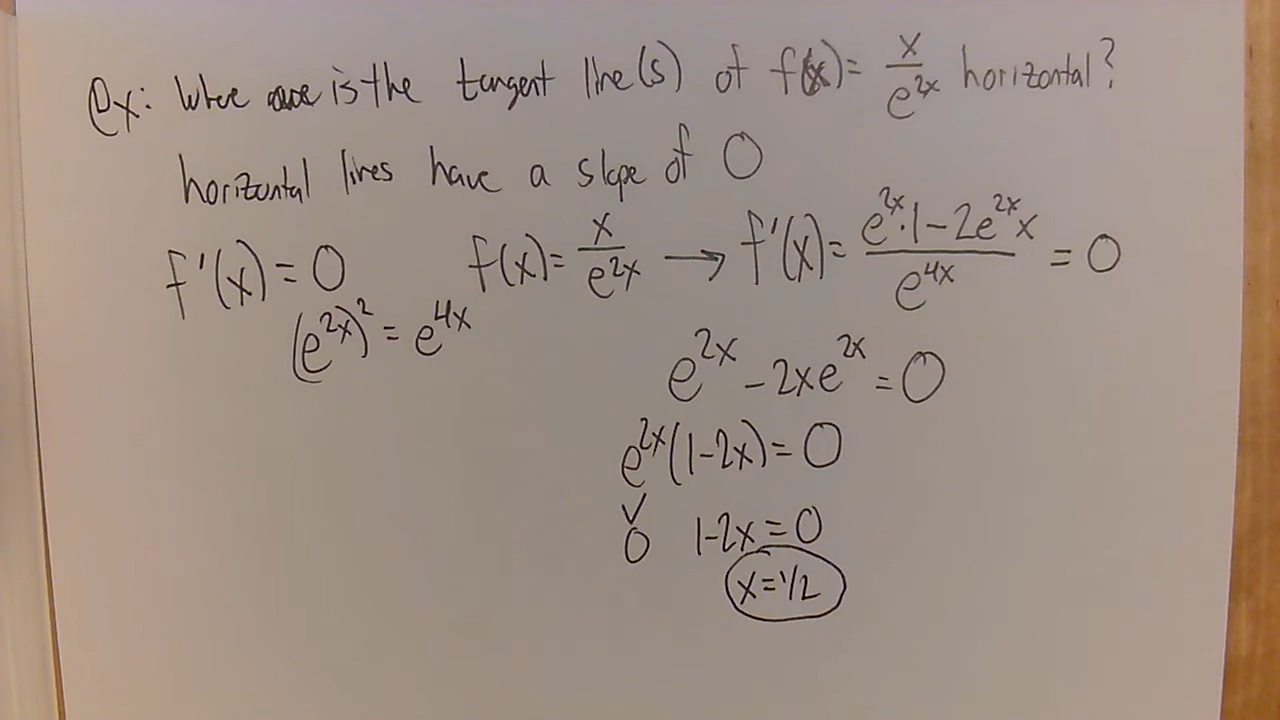 Ex: Where are is the tangent line(s) of f(x) = x/e^2x horizontal?
horizontal lines have a slope of 0
f'(x) = 0 f(x) = x/e^2x → f'(x) = (e^2x · 1 - 2e^2x x)/e^4x = 0
(e^2x)^2 = e^4x
e^2x - 2xe^2x = 0
e^2x(1-2x) = 0
∨
0 1-2x = 0
x = 1/2